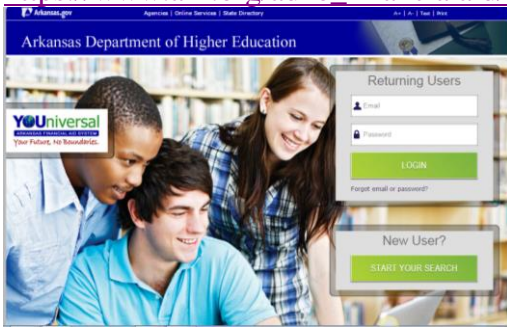 Arkansas.gov
Agencies | Online Services | State Directory
A+ | A- | Text |
Arkansas Department of Higher Education
YOUniversal
ARKANSAS FINANCIAL AID SYSTEM
Your Future, No Boundaries.
Returning Users
Email
Password
LOGIN
Forgot email or password?
New User?
START YOUR SEARCH